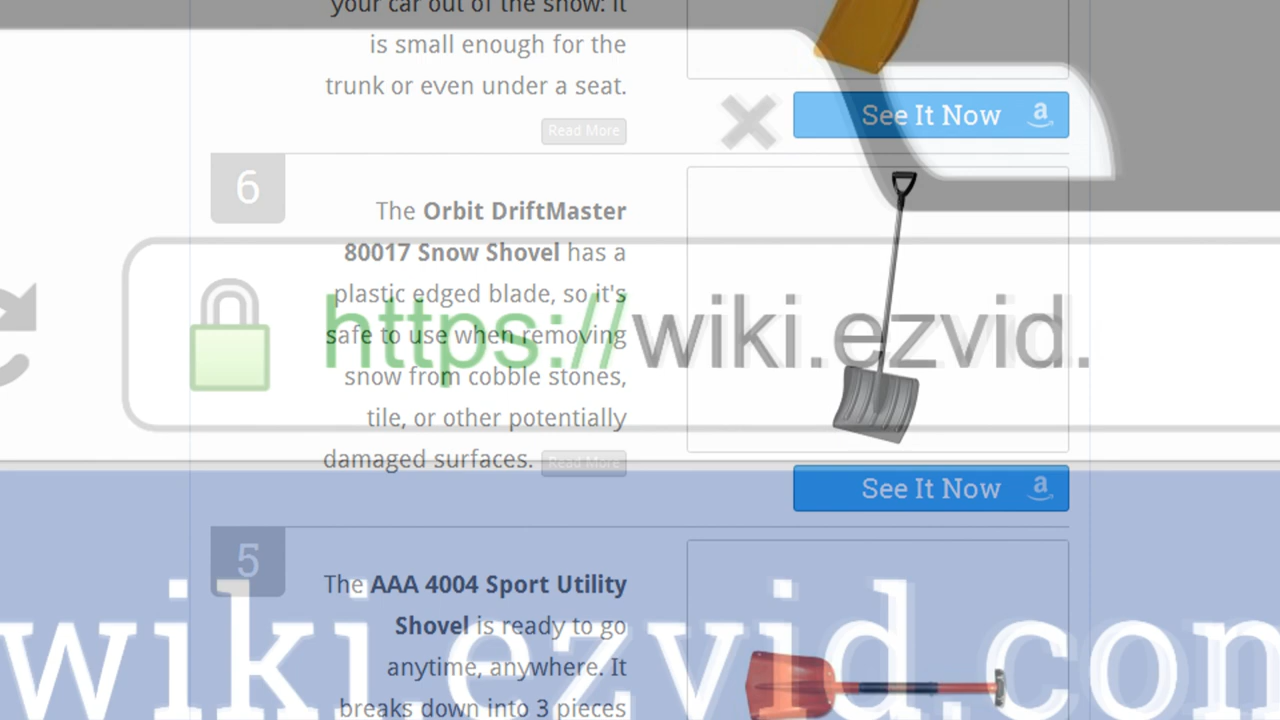 your car out of the snow: it
is small enough for the
trunk or even under a seat.
Read More
See It Now
6
The Orbit DriftMaster
80017 Snow Shovel has a
plastic edged blade, so it's
safe to use when removing
snow from cobble stones,
tile, or other potentially
damaged surfaces. Read More
https://wiki.ezvid.
See It Now
5
The AAA 4004 Sport Utility
Shovel is ready to go
anytime, anywhere. It
breaks down into 3 pieces
wiki.ezvid.com